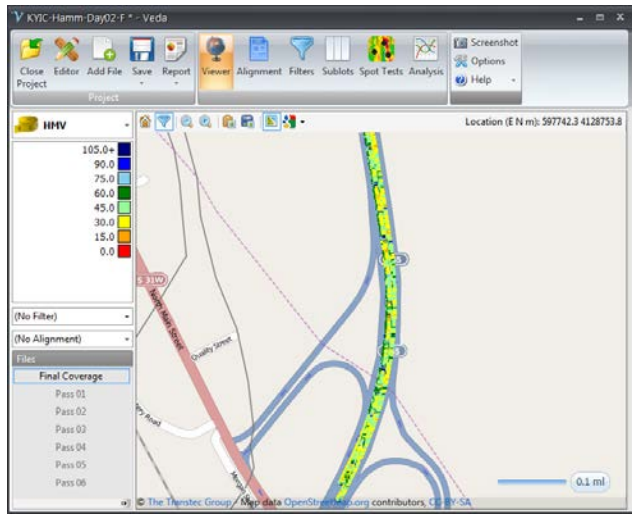 KYIC-Hamm-Day02-F * - Veda
Close Project
Editor
Add File
Save
Report
Viewer
Alignment
Filters
Sublots
Spot Tests
Analysis
Screenshot
Options
Help
Project
HMV
Location (E N m): 597742.3 4128753.8
105.0+
90.0
75.0
60.0
45.0
30.0
15.0
0.0
S 31W
North Main Street
Quality Street
(No Filter)
(No Alignment)
Files
Final Coverage
Pass 01
Pass 02
Pass 03
Pass 04
Pass 05
Pass 06
Road
0.1 ml
© The Transtec Group - Map data OpenStreetMap.org contributors, CC-BY-SA